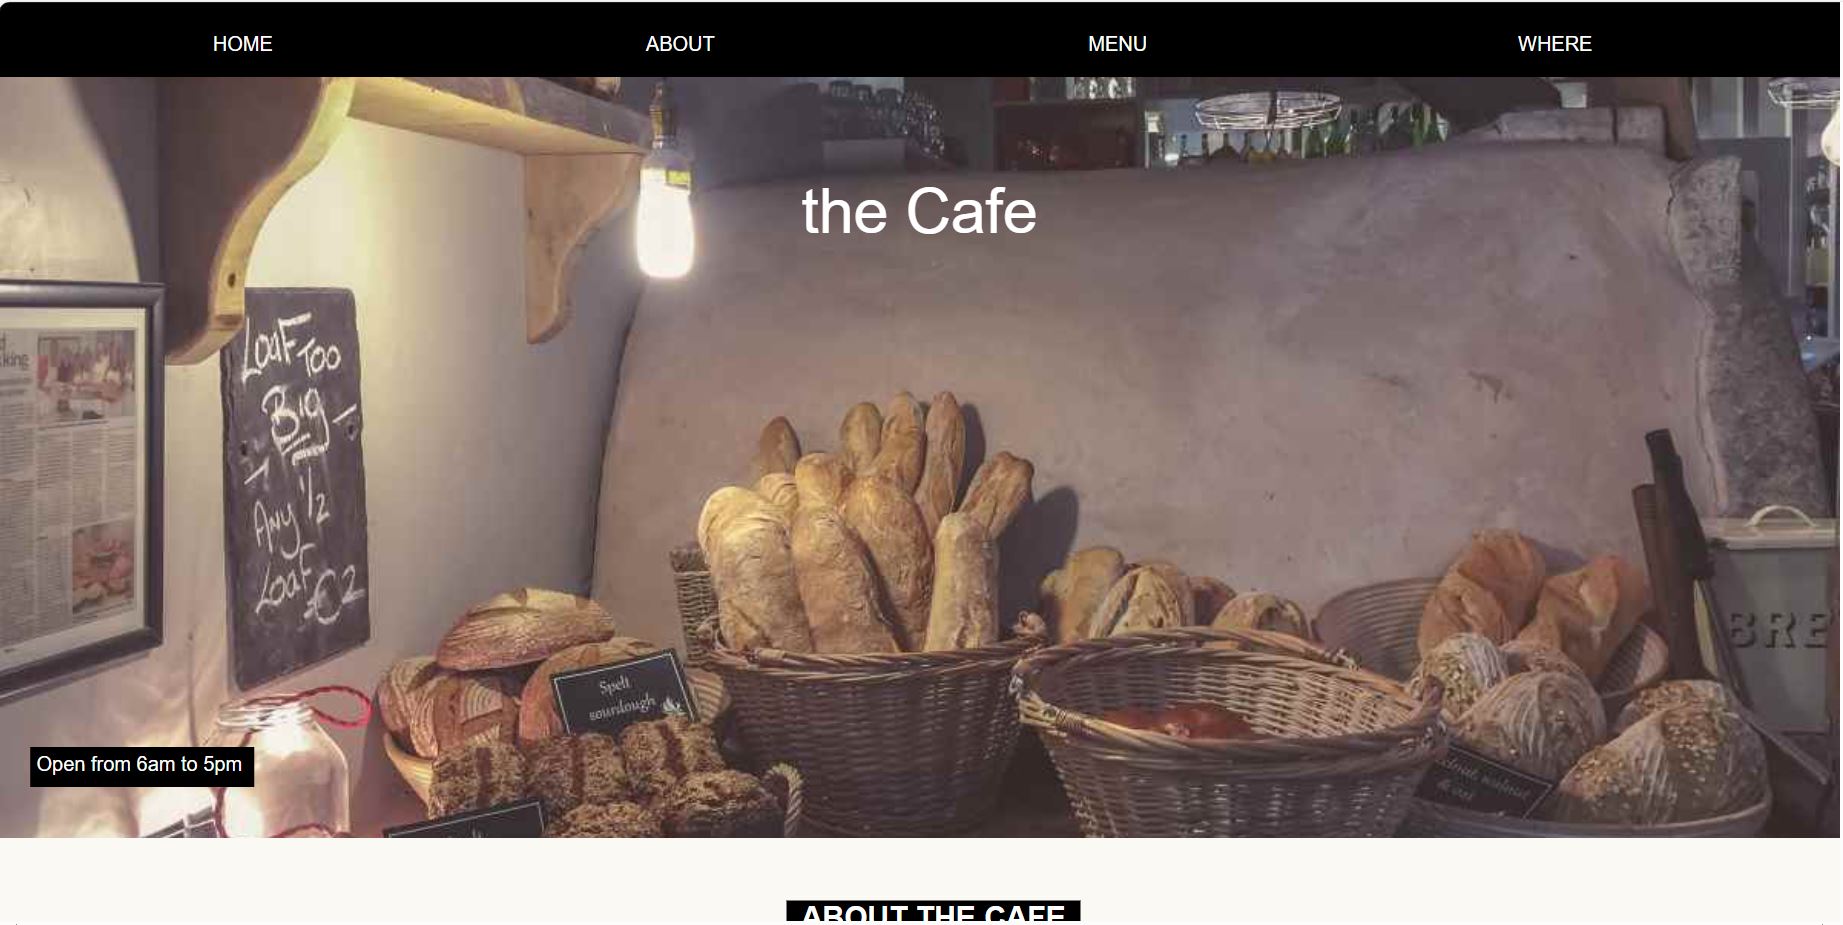 HOME
ABOUT
MENU
WHERE
the Cafe
LOAF TOO
BIG
ANY 1/2
LOAF
€2
Spelt
sourdough
BRE
Open from 6am to 5pm
ABOUT THE CAFE